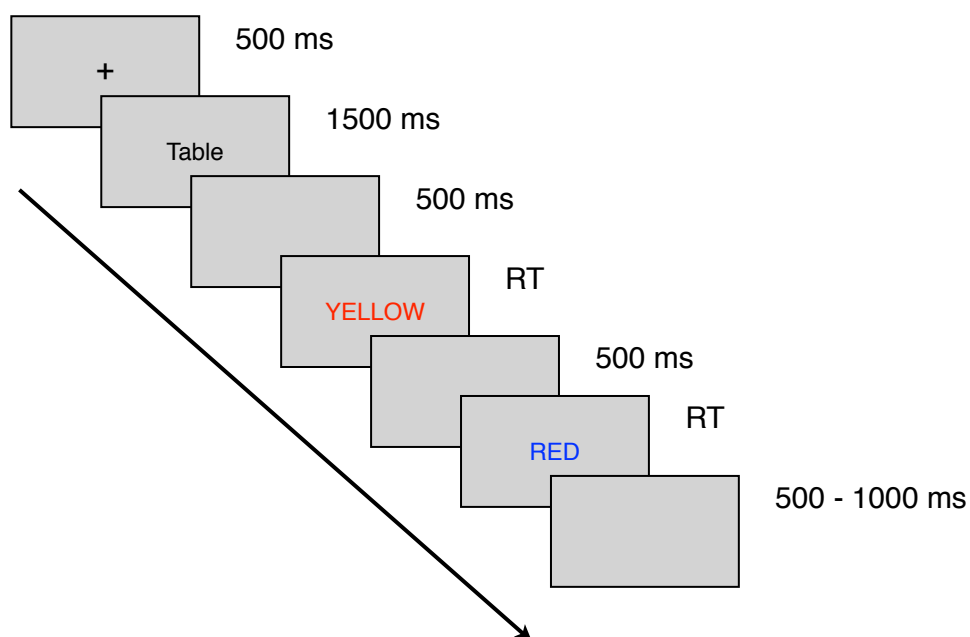 500 ms
+
1500 ms
Table
500 ms
RT
YELLOW
500 ms
RT
RED
500 - 1000 ms